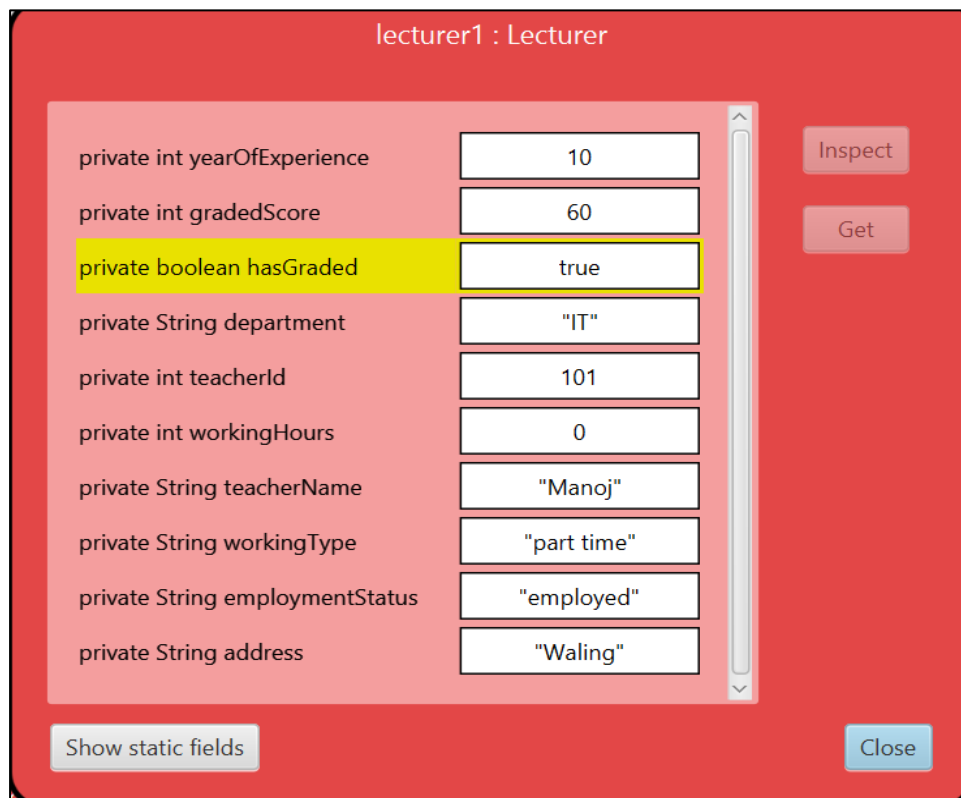 lecturer1 : Lecturer
private int yearOfExperience 10
private int gradedScore 60
private boolean hasGraded true
private String department "IT"
private int teacherId 101
private int workingHours 0
private String teacherName "Manoj"
private String workingType "part time"
private String employmentStatus "employed"
private String address "Waling"
Inspect
Get
Show static fields
Close